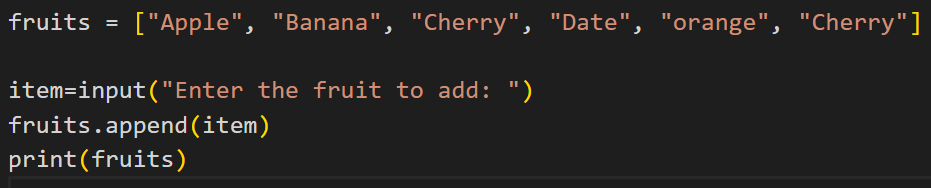 fruits = ["Apple", "Banana", "Cherry", "Date", "orange", "Cherry"]
item=input("Enter the fruit to add: ")
fruits.append(item)
print(fruits)